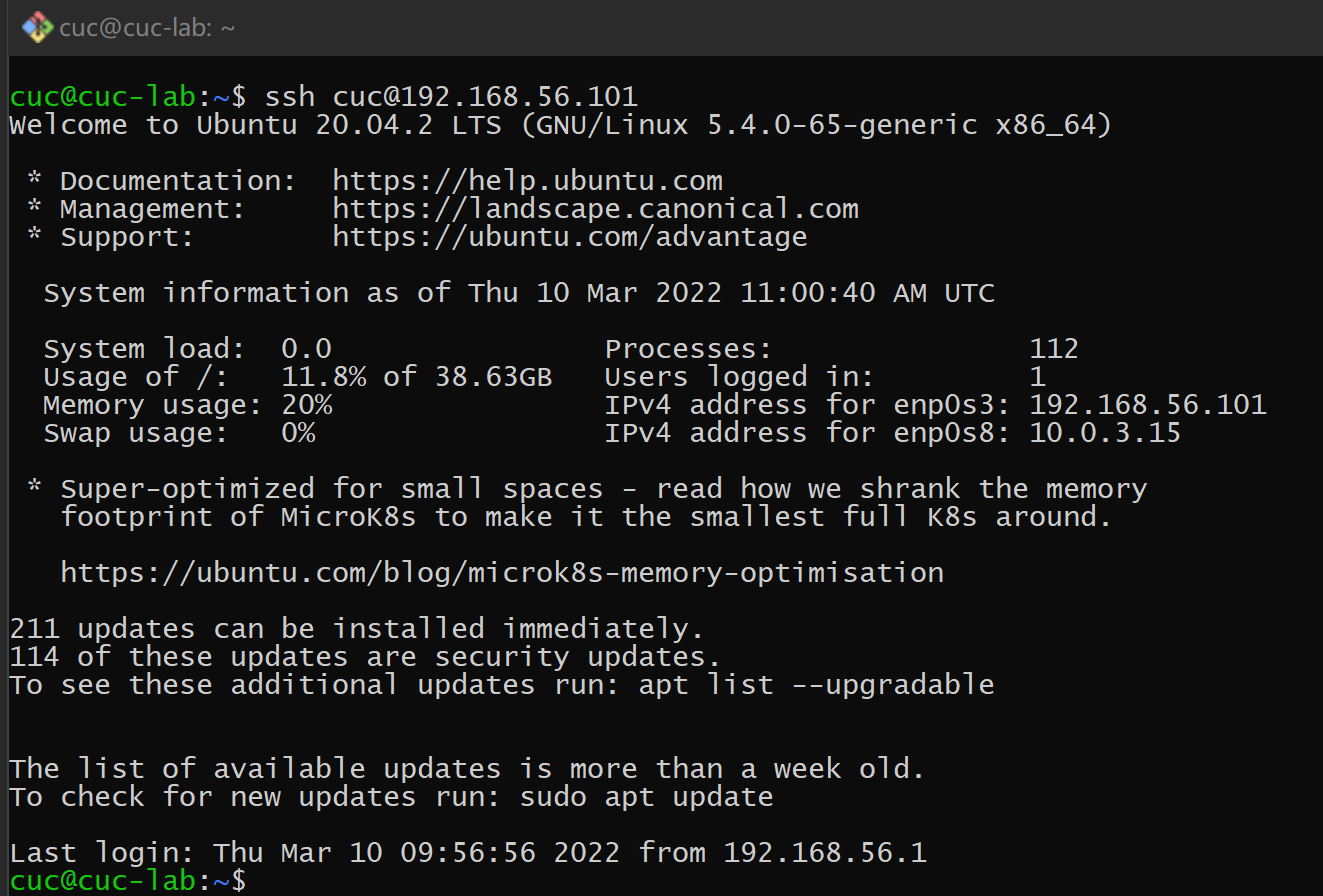 cuc@cuc-lab: ~
cuc@cuc-lab:~$ ssh cuc@192.168.56.101
Welcome to Ubuntu 20.04.2 LTS (GNU/Linux 5.4.0-65-generic x86_64)
* Documentation:  https://help.ubuntu.com
* Management:     https://landscape.canonical.com
* Support:        https://ubuntu.com/advantage
System information as of Thu 10 Mar 2022 11:00:40 AM UTC
System load:  0.0                Processes:               112
Usage of /:   11.8% of 38.63GB   Users logged in:         1
Memory usage: 20%                IPv4 address for enp0s3: 192.168.56.101
Swap usage:   0%                 IPv4 address for enp0s8: 10.0.3.15
* Super-optimized for small spaces - read how we shrank the memory
footprint of MicroK8s to make it the smallest full K8s around.
https://ubuntu.com/blog/microk8s-memory-optimisation
211 updates can be installed immediately.
114 of these updates are security updates.
To see these additional updates run: apt list --upgradable
The list of available updates is more than a week old.
To check for new updates run: sudo apt update
Last login: Thu Mar 10 09:56:56 2022 from 192.168.56.1
cuc@cuc-lab:~$